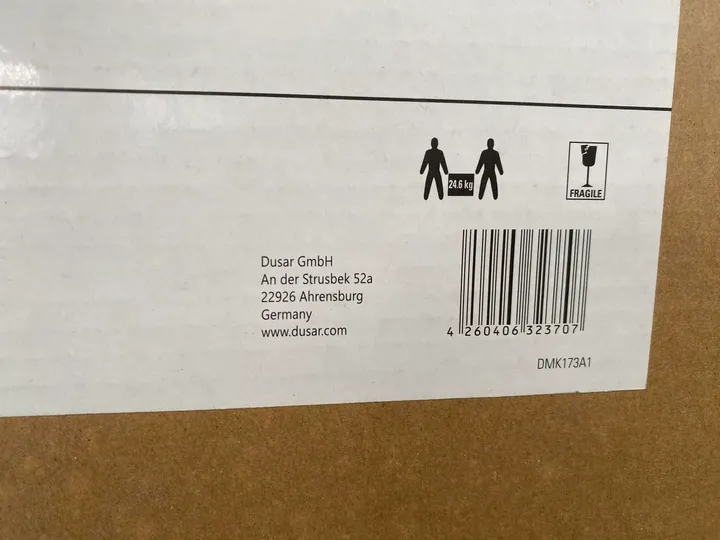 24.6 kg
FRAGILE
Dusar GmbH
An der Strusbek 52a
22926 Ahrensburg
Germany
www.dusar.com
4 260406 323707
DMK173A1